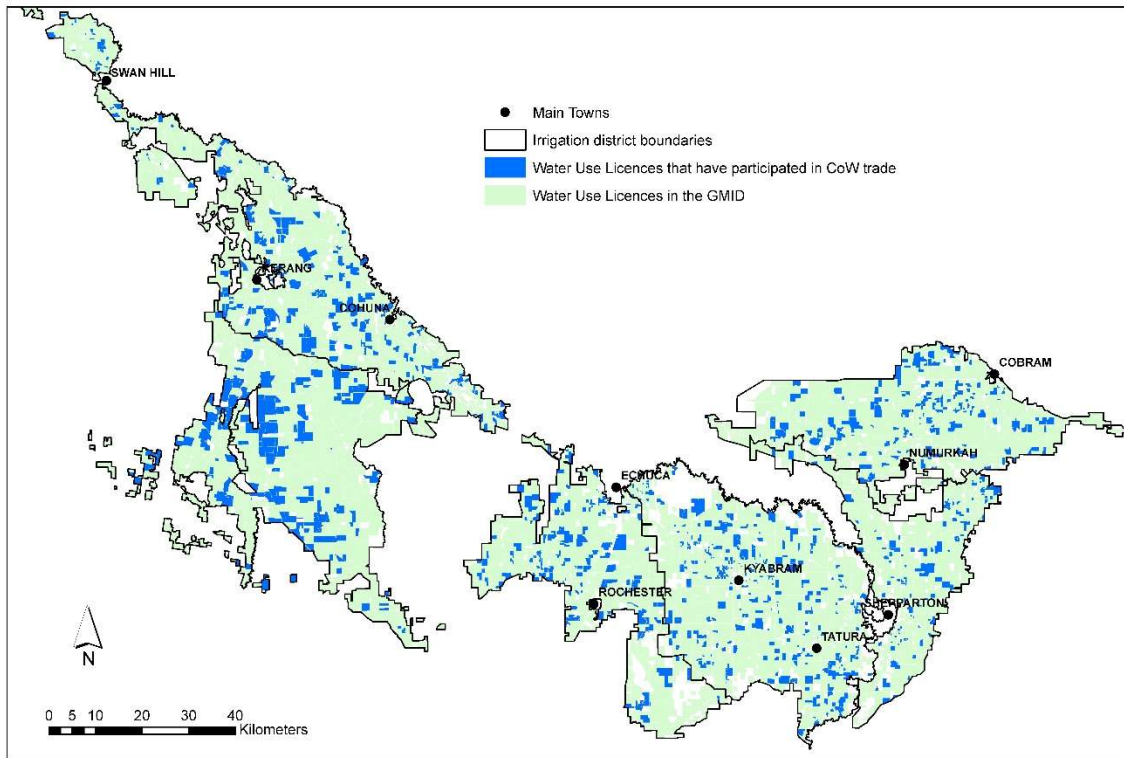 SWAN HILL
Main Towns
Irrigation district boundaries
Water Use Licences that have participated in CoW trade
Water Use Licences in the GMID
KERANG
COHUNA
COBRAM
NUMURKAH
ECHUCA
KYABRAM
ROCHESTER
SHEPPARTON
TATURA
N
0 5 10 20 30 40
Kilometers